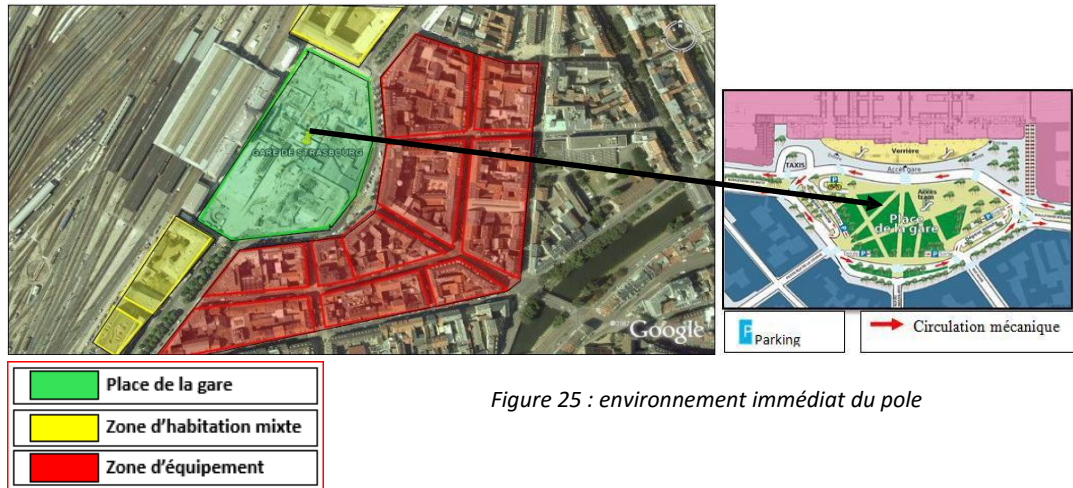 GARE DE STRASBOURG
Google
Verrière
TAXIS
Accès gare
P
Accès
tram
Place
de la gare
P Parking
Circulation mécanique
Place de la gare
Zone d'habitation mixte
Zone d'équipement
Figure 25 : environnement immédiat du pole